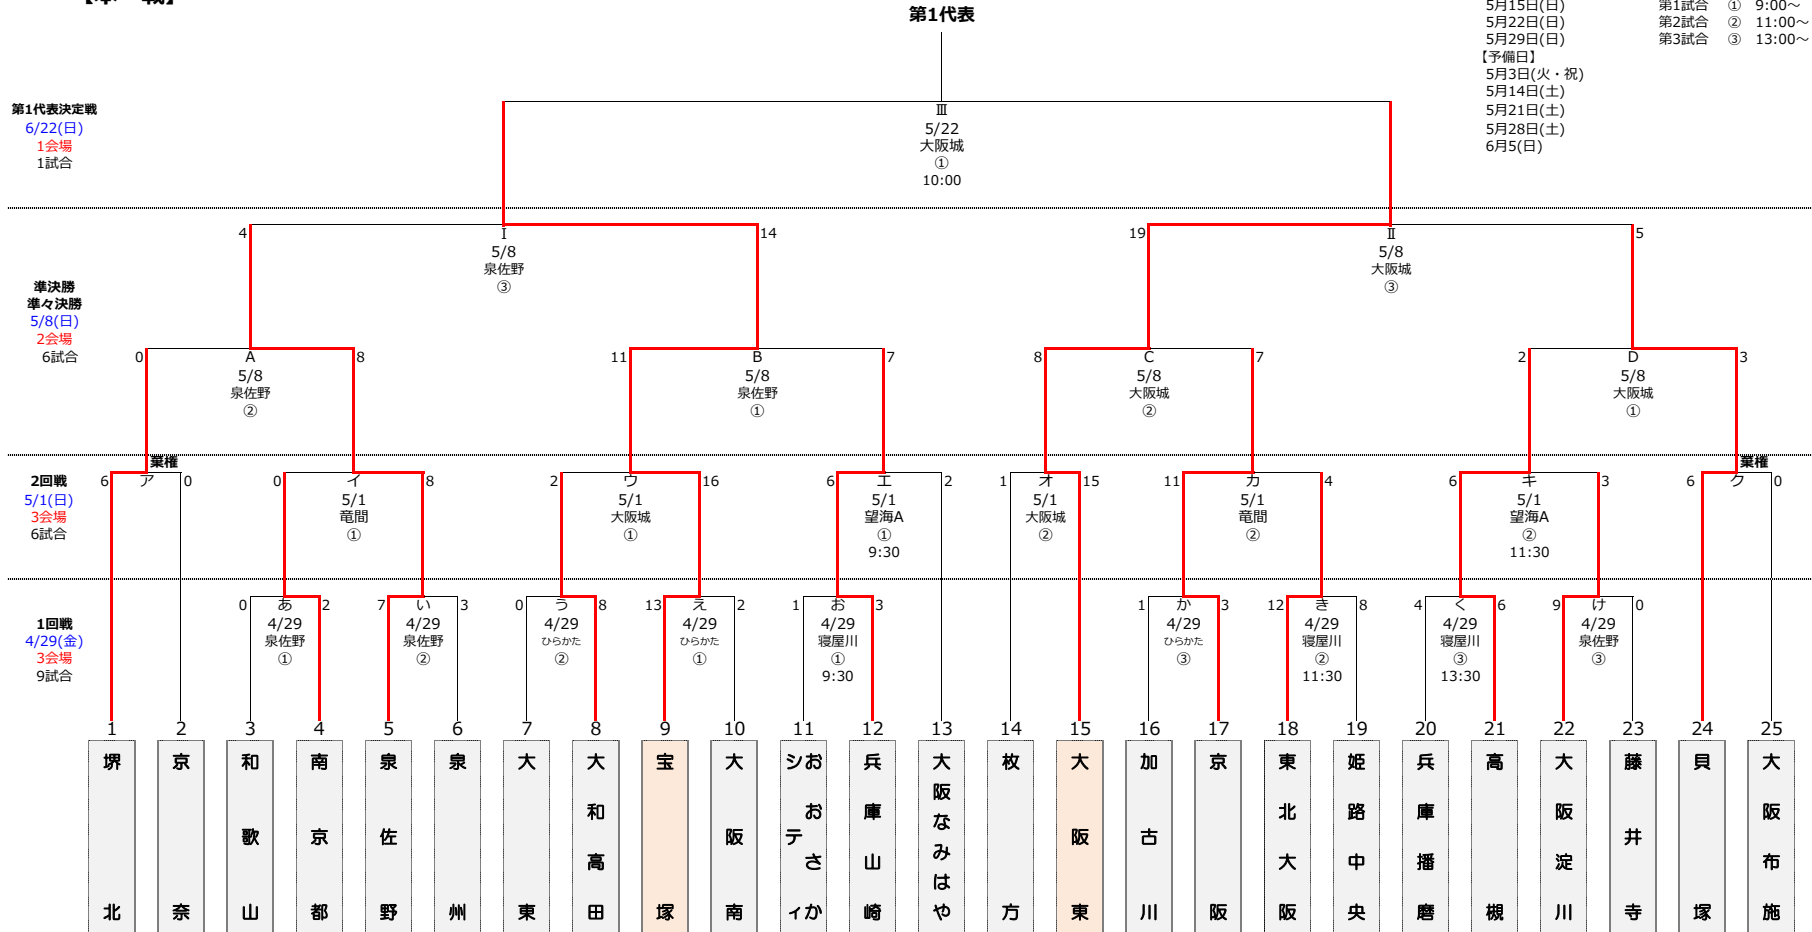 第1代表
5月15日(日)
5月22日(日)
5月29日(日)
【予備日】
5月3日(火・祝)
5月14日(土)
5月21日(土)
5月28日(土)
6月5(日)
第1試合 ① 9:00～
第2試合 ② 11:00～
第3試合 ③ 13:00～
第1代表決定戦
6/22(日)
1会場
1試合
Ⅲ
5/22
大阪城
①
10:00
準決勝
準々決勝
5/8(日)
2会場
6試合
4 Ⅰ 14
5/8
泉佐野
③
19 Ⅱ 5
5/8
大阪城
③
0 A 8
5/8
泉佐野
②
11 B 7
5/8
泉佐野
①
8 C 7
5/8
大阪城
②
2 D 3
5/8
大阪城
①
2回戦
5/1(日)
3会場
6試合
棄権
6 ア 0
0 イ 8
5/1
竜間
①
2 ウ 16
5/1
大阪城
①
6 エ 2
5/1
望海A
①
9:30
1 オ 15
5/1
大阪城
②
11 カ 4
5/1
竜間
②
6 キ 3
5/1
望海A
②
11:30
棄権
6 ク 0
1回戦
4/29(金)
3会場
9試合
0 あ 2
4/29
泉佐野
①
7 い 3
4/29
泉佐野
②
0 う 8
4/29
ひらかた
②
13 え 2
4/29
ひらかた
①
1 お 3
4/29
寝屋川
①
9:30
1 か 3
4/29
ひらかた
③
12 き 8
4/29
寝屋川
②
11:30
4 く 6
4/29
寝屋川
③
13:30
9 け 0
4/29
泉佐野
③
1 2 3 4 5 6 7 8 9 10 11 12 13 14 15 16 17 18 19 20 21 22 23 24 25
堺北
京奈
和歌山
南京都
泉佐野
泉州
大東
大和高田
宝塚
大阪南
おおさか
シティ
兵庫山崎
大阪なみはや
枚方
大阪東
加古川
京阪
東北大阪
姫路中央
兵庫播磨
高槻
大阪淀川
藤井寺
貝塚
大阪布施